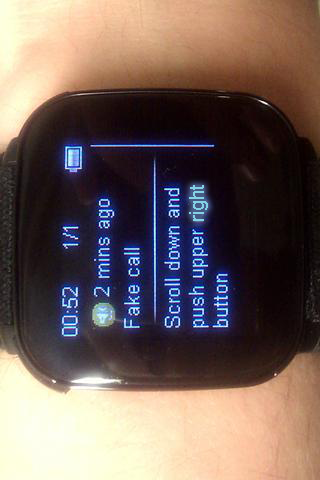 00:52 1/1
2 mins ago
Fake call
Scroll down and
push upper right
button